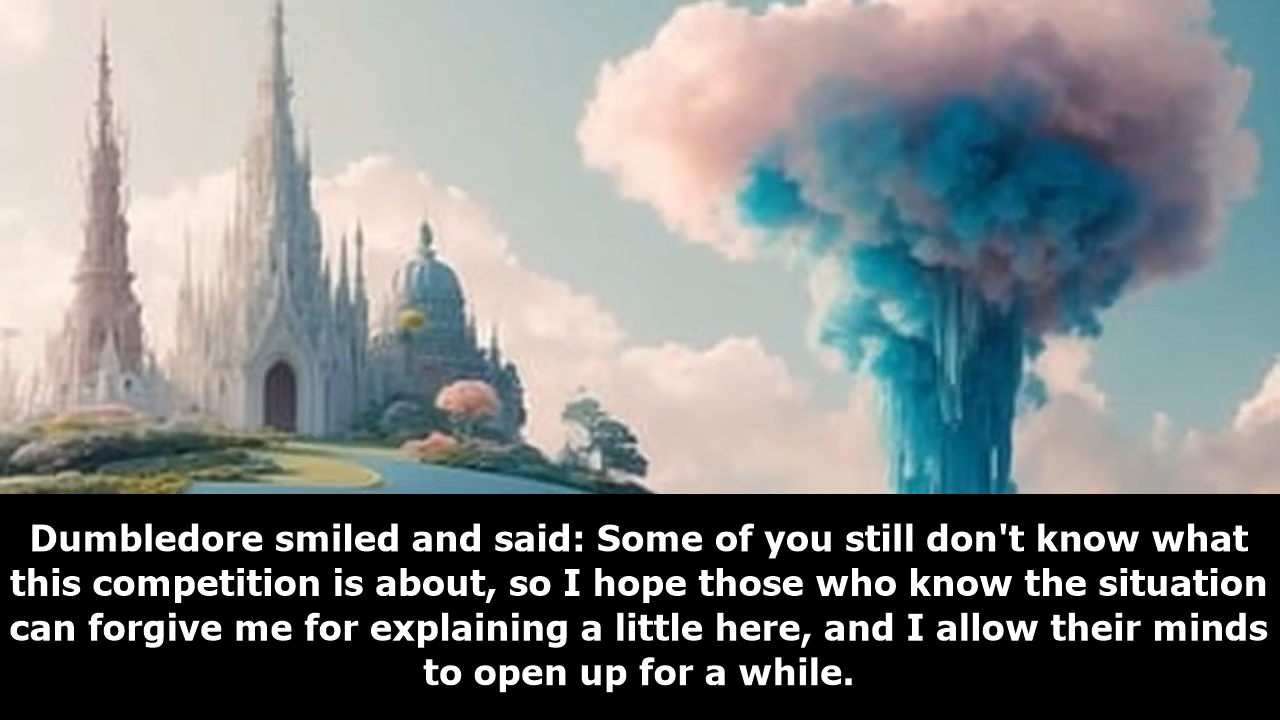 Dumbledore smiled and said: Some of you still don't know what
this competition is about, so I hope those who know the situation
can forgive me for explaining a little here, and I allow their minds
to open up for a while.